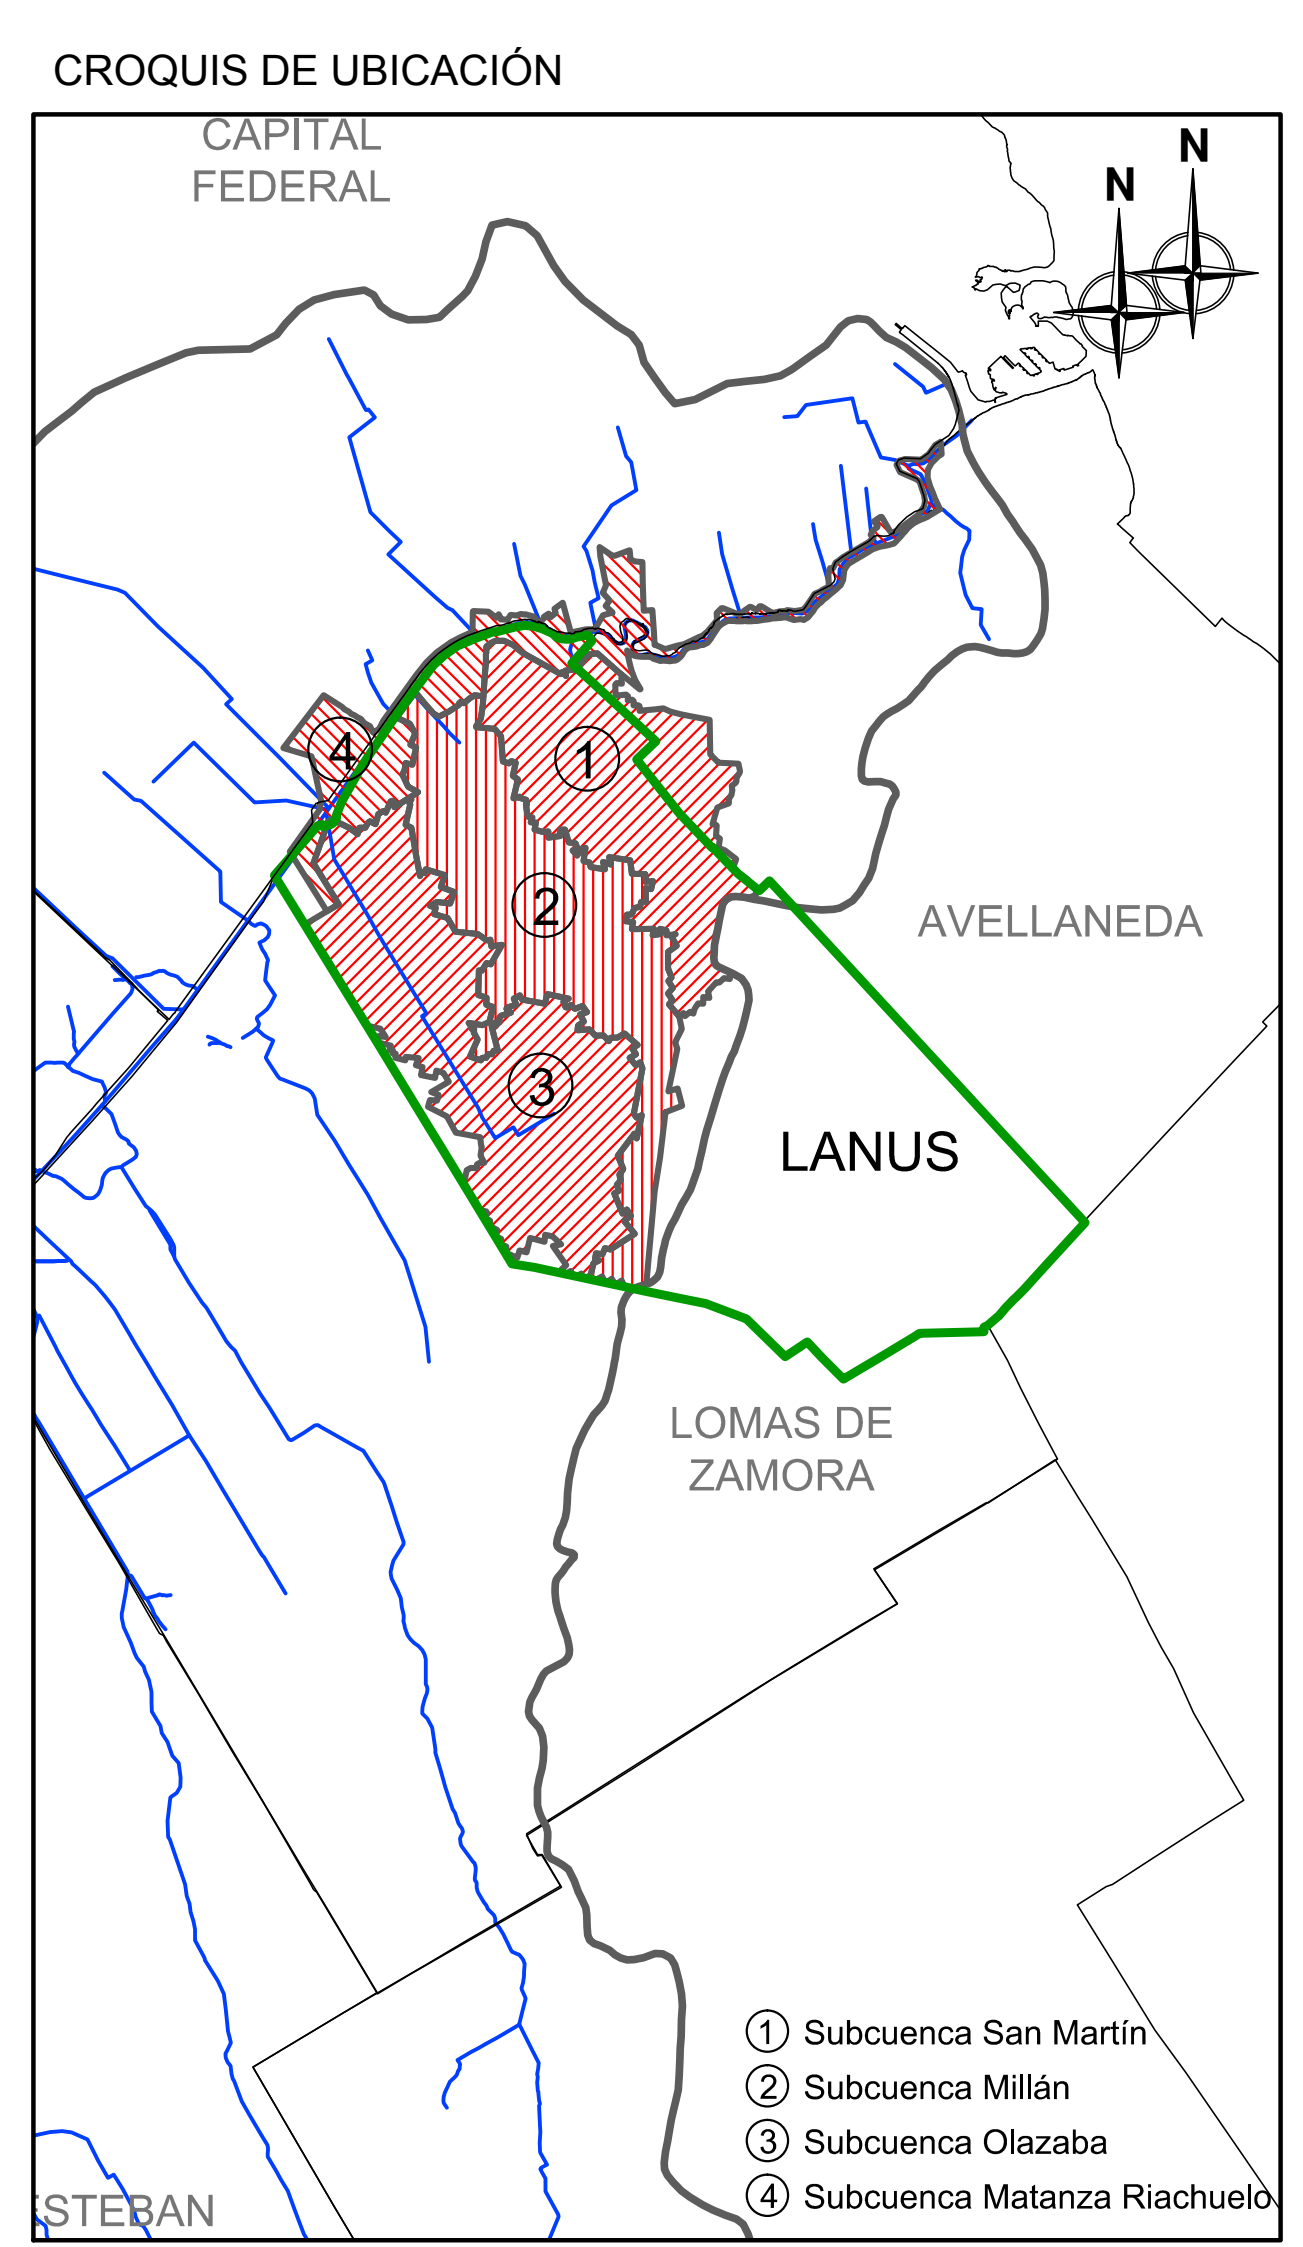 CROQUIS DE UBICACIÓN
CAPITAL
FEDERAL
N
N
4
1
2
3
AVELLANEDA
LANUS
LOMAS DE
ZAMORA
1 Subcuenca San Martín
2 Subcuenca Millán
3 Subcuenca Olazaba
4 Subcuenca Matanza Riachuelo
ESTEBAN